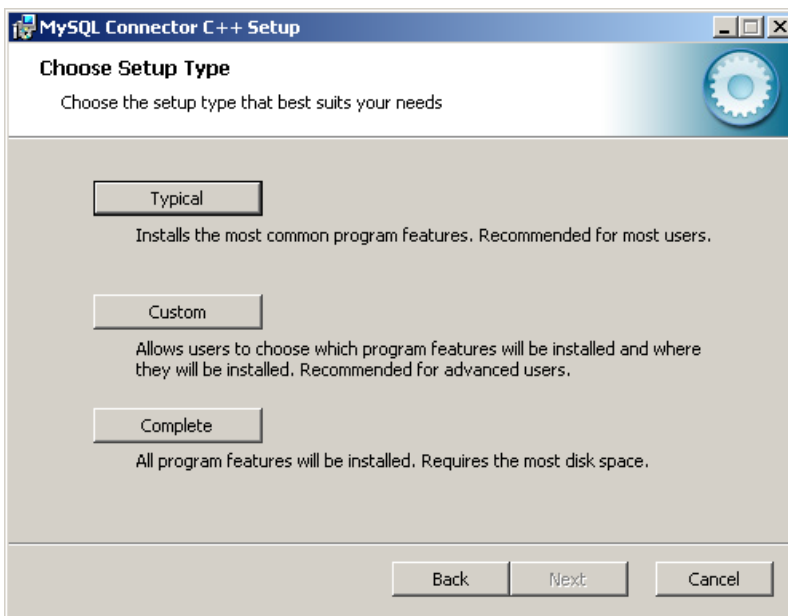 MySQL Connector C++ Setup
Choose Setup Type
Choose the setup type that best suits your needs
Typical
Installs the most common program features. Recommended for most users.
Custom
Allows users to choose which program features will be installed and where
they will be installed. Recommended for advanced users.
Complete
All program features will be installed. Requires the most disk space.
Back
Next
Cancel